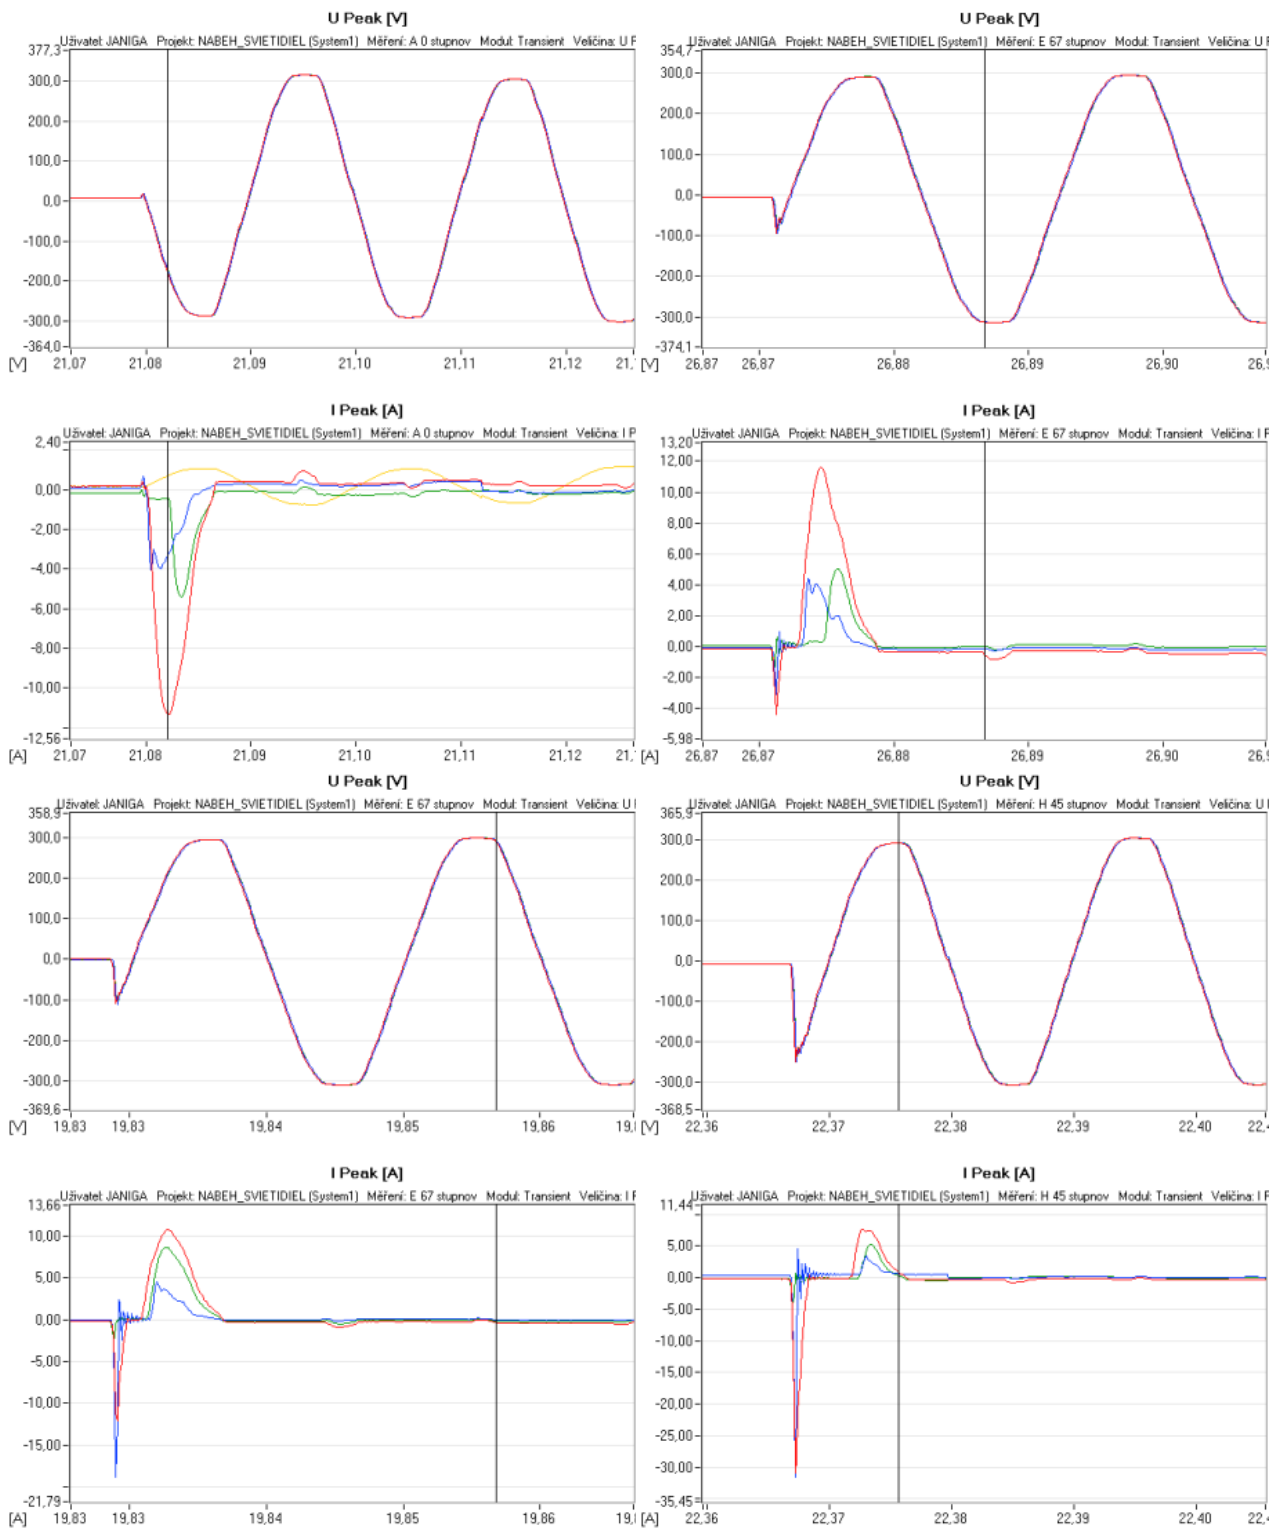 U Peak [V]
Uživatel: JANIGA Projekt: NABEH_SVIETIDIEL (System1) Měření: A 0 stupnov Modul: Transient Veličina: U P
377,3
300,0
200,0
100,0
0,0
-100,0
-200,0
-300,0
-364,0
[V]
21,07 21,08 21,09 21,10 21,11 21,12 21,1
U Peak [V]
Uživatel: JANIGA Projekt: NABEH_SVIETIDIEL (System1) Měření: E 67 stupnov Modul: Transient Veličina: U
354,7
300,0
200,0
100,0
0,0
-100,0
-200,0
-300,0
-374,1
[V]
26,87 26,87 26,88 26,89 26,90 26,9
I Peak [A]
Uživatel: JANIGA Projekt: NABEH_SVIETIDIEL (System1) Měření: A 0 stupnov Modul: Transient Veličina: I P
2,40
0,00
-2,00
-4,00
-6,00
-8,00
-10,00
-12,56
[A]
21,07 21,08 21,09 21,10 21,11 21,12 21,1
I Peak [A]
Uživatel: JANIGA Projekt: NABEH_SVIETIDIEL (System1) Měření: E 67 stupnov Modul: Transient Veličina: I P
13,20
12,00
10,00
8,00
6,00
4,00
2,00
0,00
-2,00
-4,00
-5,98
[A]
26,87 26,87 26,88 26,89 26,90 26,9
U Peak [V]
Uživatel: JANIGA Projekt: NABEH_SVIETIDIEL (System1) Měření: E 67 stupnov Modul: Transient Veličina: U
358,9
300,0
200,0
100,0
0,0
-100,0
-200,0
-300,0
-369,6
[V]
19,83 19,83 19,84 19,85 19,86 19,8
U Peak [V]
Uživatel: JANIGA Projekt: NABEH_SVIETIDIEL (System1) Měření: H 45 stupnov Modul: Transient Veličina: U
365,9
300,0
200,0
100,0
0,0
-100,0
-200,0
-300,0
-368,5
[V]
22,36 22,37 22,38 22,39 22,40 22,4
I Peak [A]
Uživatel: JANIGA Projekt: NABEH_SVIETIDIEL (System1) Měření: E 67 stupnov Modul: Transient Veličina: I P
13,66
10,00
5,00
0,00
-5,00
-10,00
-15,00
-21,79
[A]
19,83 19,83 19,84 19,85 19,86 19,8
I Peak [A]
Uživatel: JANIGA Projekt: NABEH_SVIETIDIEL (System1) Měření: H 45 stupnov Modul: Transient Veličina: I P
11,44
5,00
0,00
-5,00
-10,00
-15,00
-20,00
-25,00
-30,00
-35,45
[A]
22,36 22,37 22,38 22,39 22,40 22,4